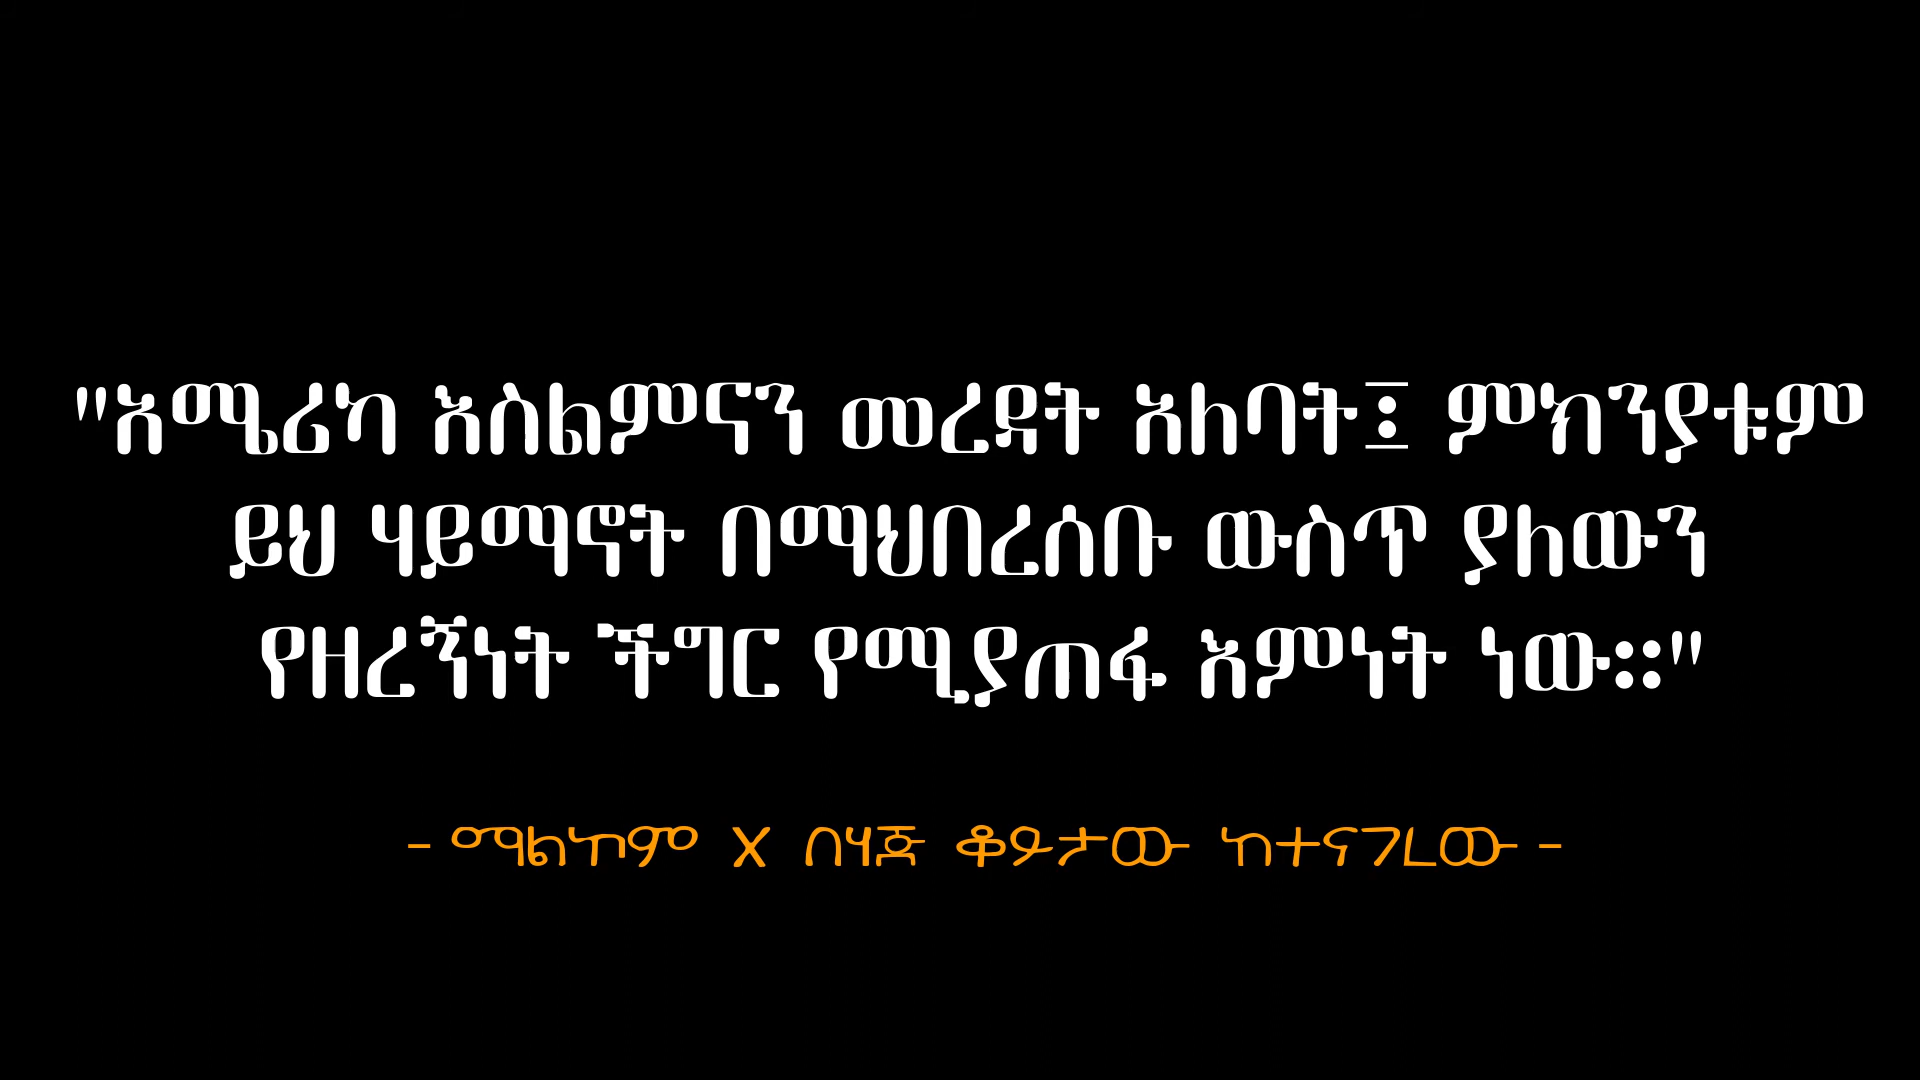 "አሜሪካ እስልምናን መረዳት አለባት፤ ምክንያቱም
ይህ ሃይማኖት በማህበረሰቡ ውስጥ ያለውን
የዘረኝነት ችግር የሚያጠፋ እምነት ነው።"
- ማልኮም X በሃጅ ቆይታው ከተናገረው -